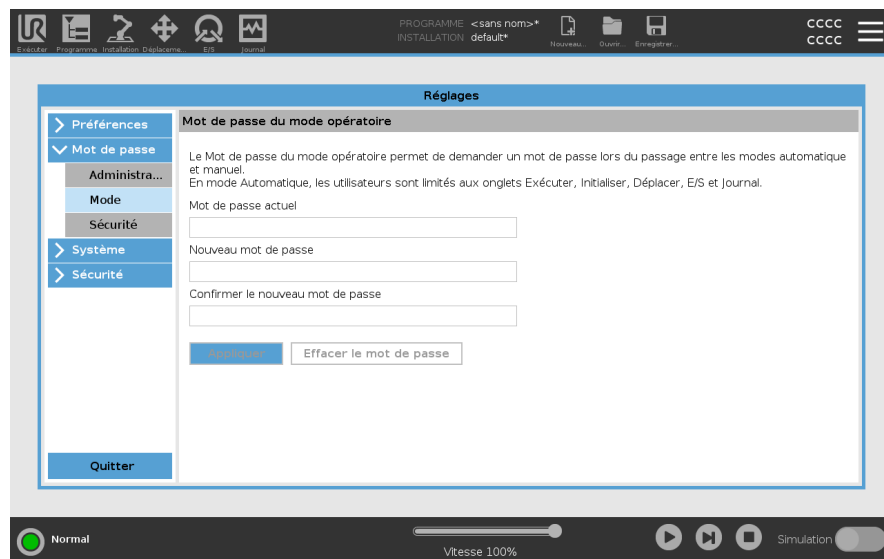 PROGRAMME <sans nom>*
INSTALLATION default*
CCCC
CCCC
Exécuter Programme Installation Déplaceme... E/S Journal Nouveau... Ouvrir... Enregistrer...
Réglages
Préférences
Mot de passe
Administra...
Mode
Sécurité
Système
Sécurité
Quitter
Mot de passe du mode opératoire
Le Mot de passe du mode opératoire permet de demander un mot de passe lors du passage entre les modes automatique
et manuel.
En mode Automatique, les utilisateurs sont limités aux onglets Exécuter, Initialiser, Déplacer, E/S et Journal.
Mot de passe actuel
Nouveau mot de passe
Confirmer le nouveau mot de passe
Appliquer Effacer le mot de passe
Normal
Vitesse 100%
Simulation